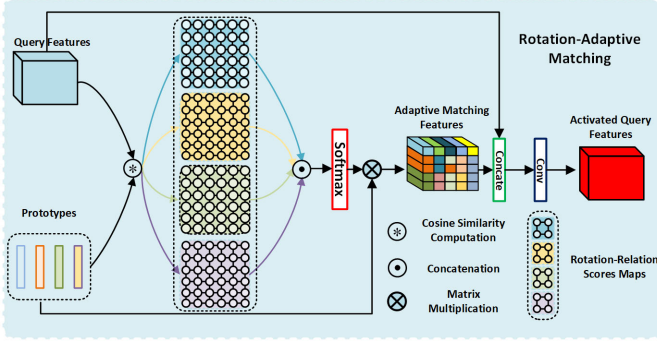 Query Features
Rotation-Adaptive
Matching
Prototypes
Softmax
Adaptive Matching
Features
Concate
Conv
Activated Query
Features
Cosine Similarity
Computation
Concatenation
Matrix
Multiplication
Rotation-Relation
Scores Maps